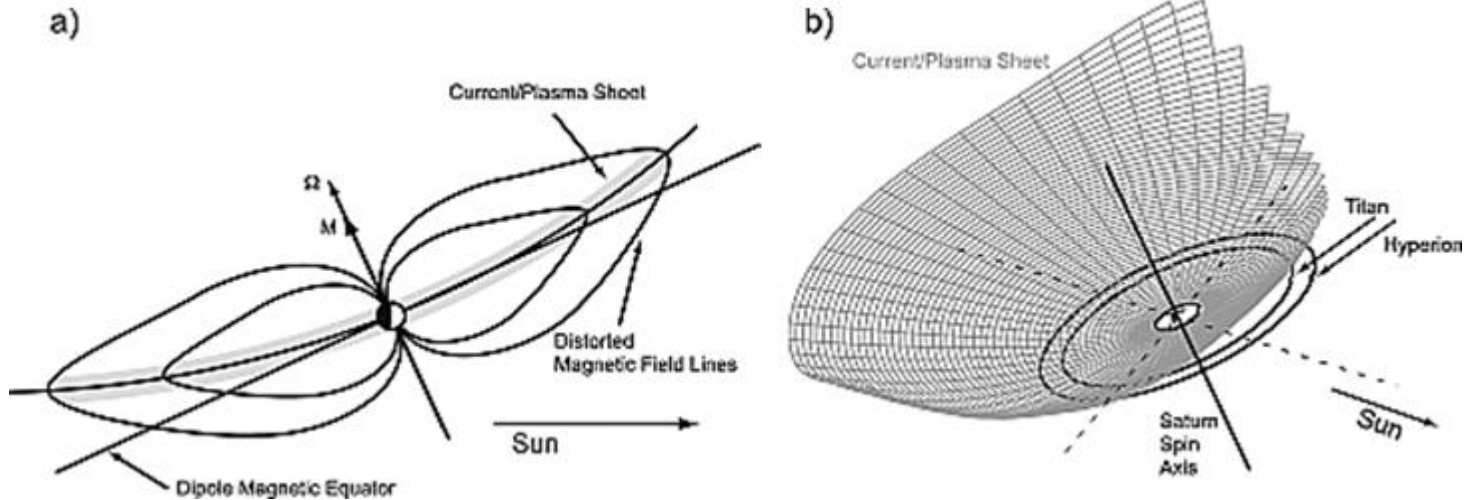 a)
Current/Plasma Sheet
Ω
M
Distorted
Magnetic Field Lines
Sun
Dipole Magnetic Equator
b)
Current/Plasma Sheet
Titan
Hyperion
Saturn
Spin
Axis
Sun